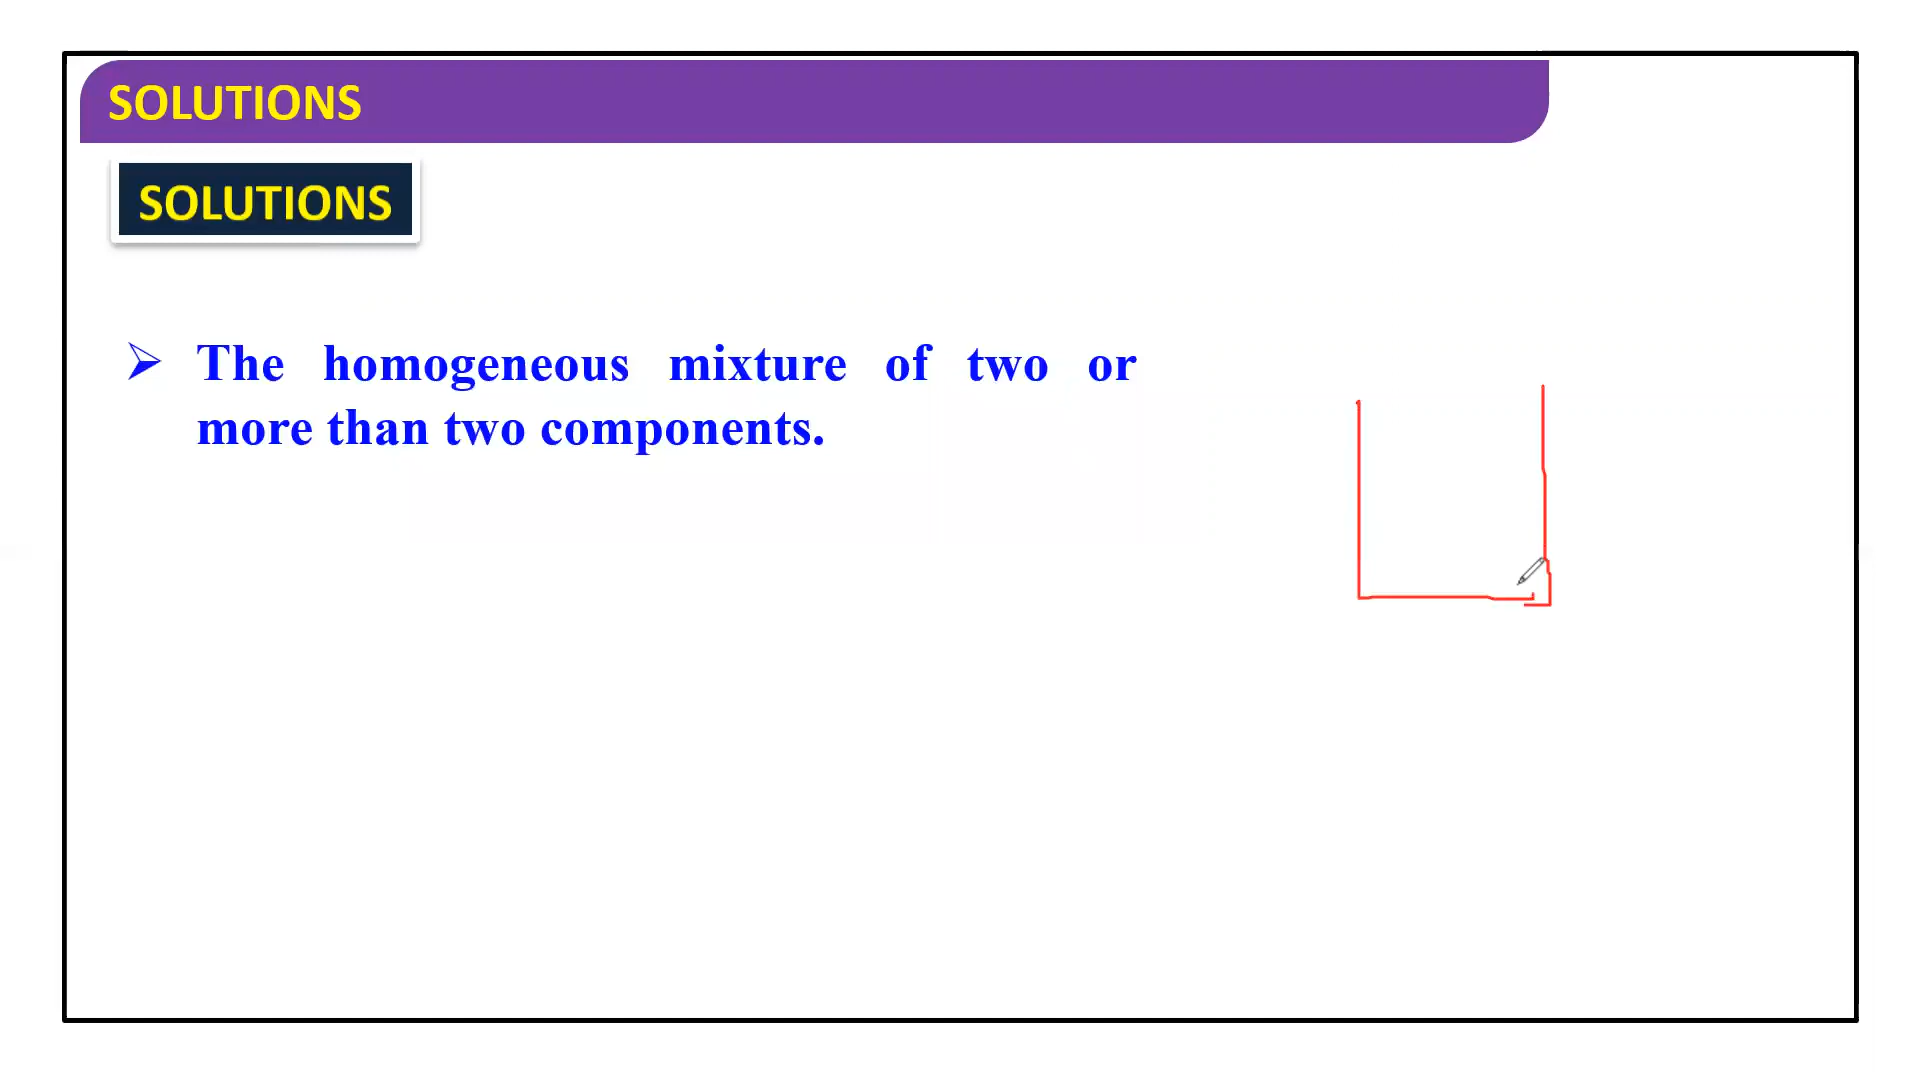 SOLUTIONS
SOLUTIONS
➢ The homogeneous mixture of two or
more than two components.